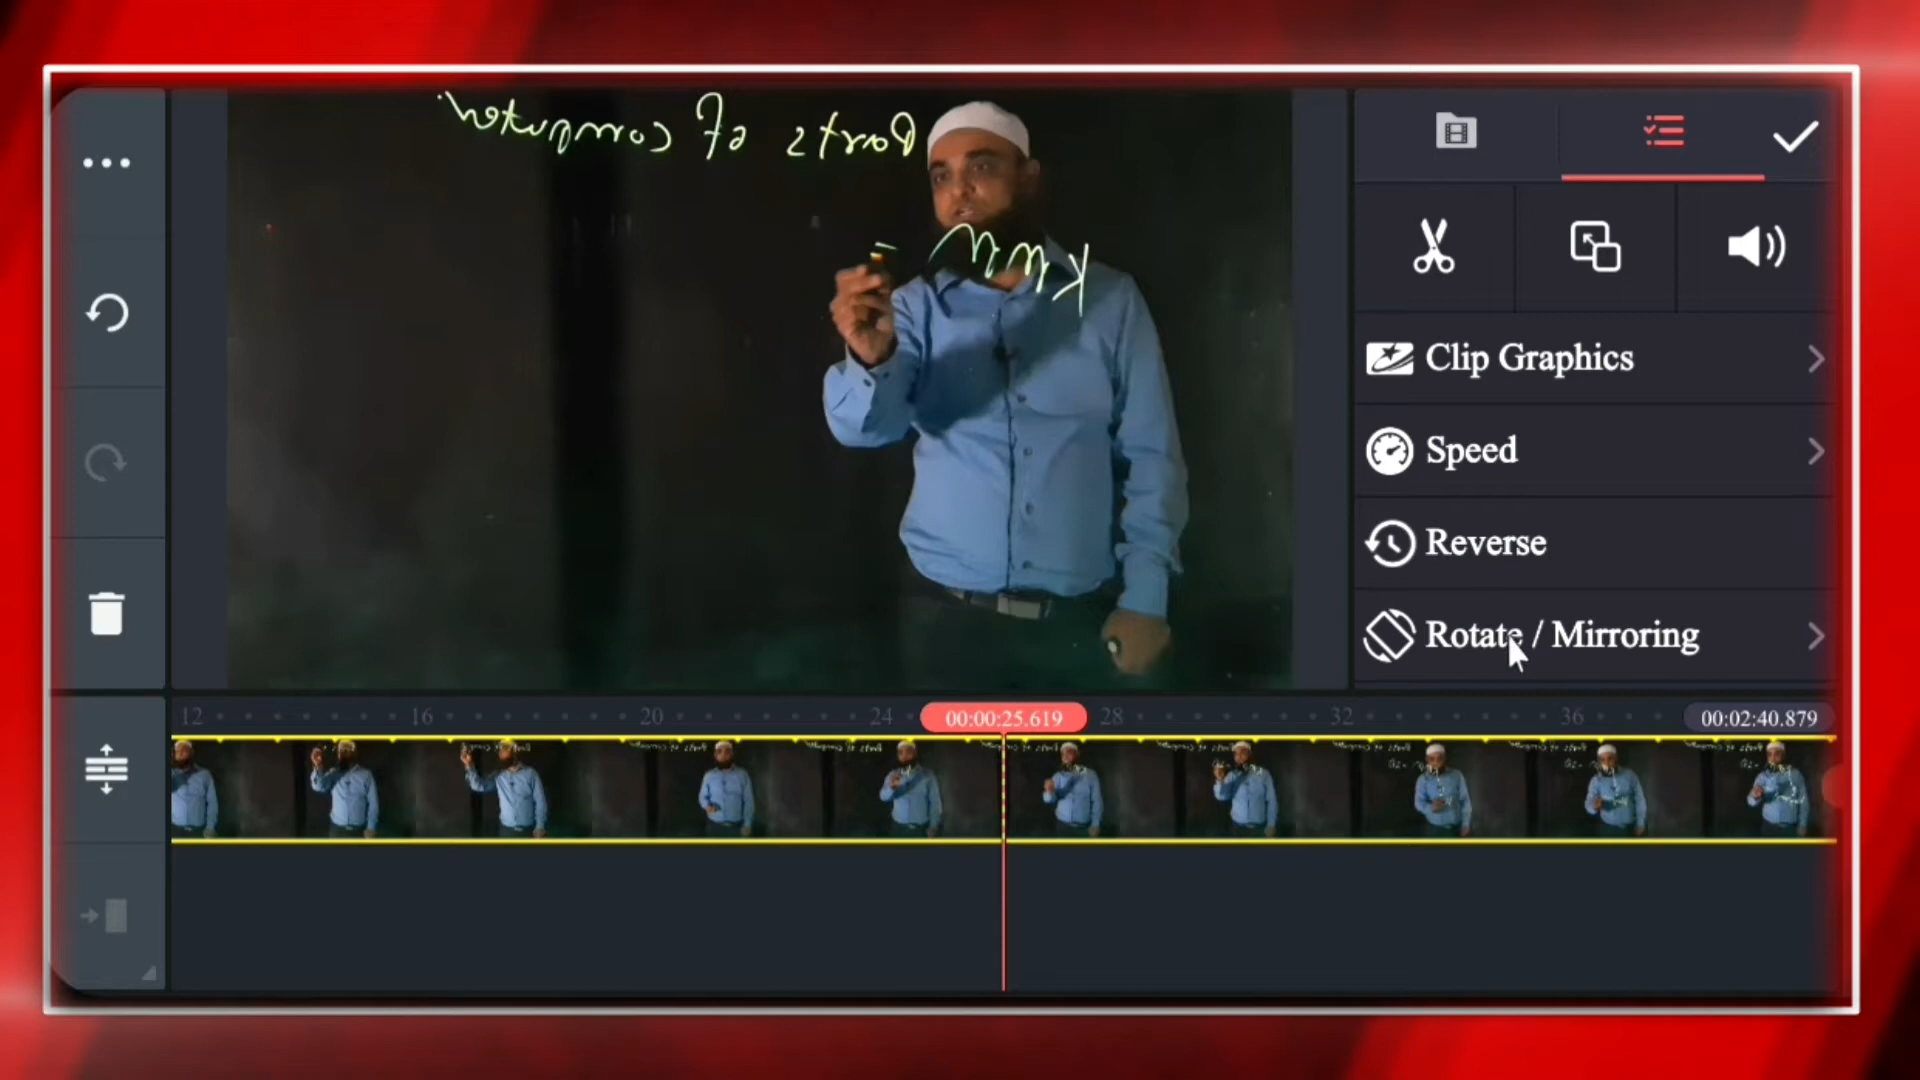 Parts of Computer.
Clip Graphics
Speed
Reverse
Rotate / Mirroring
12 16 20 24 00:00:25.619 28 32 36 00:02:40.879